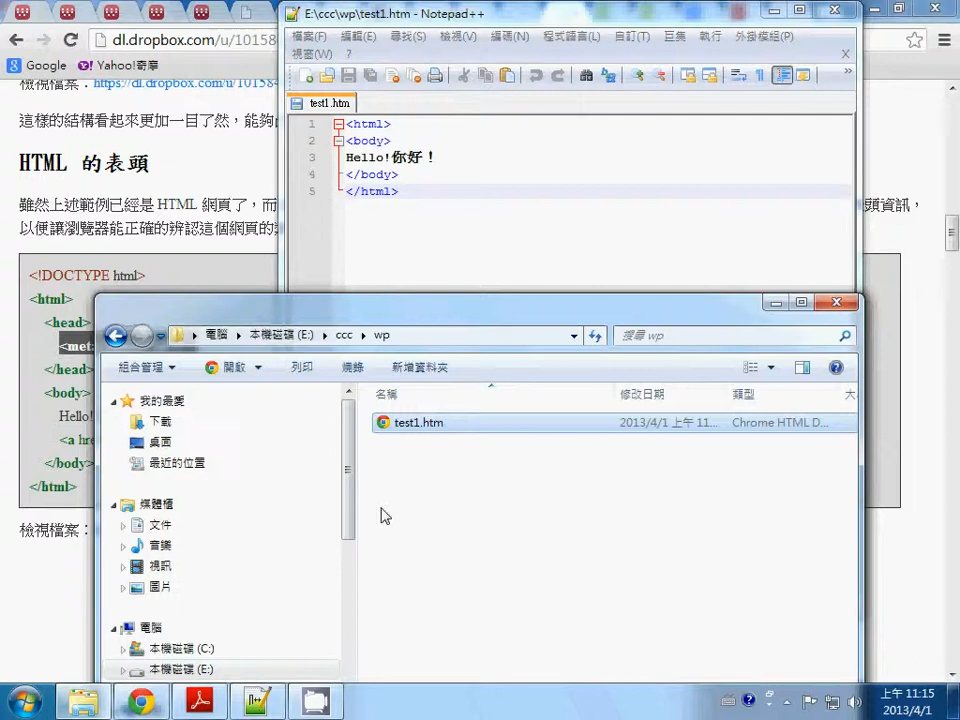 E:\ccc\wp\test1.htm - Notepad++
dl.dropbox.com/u/10158
檔案(F) 編輯(E) 尋找(S) 檢視(V) 編碼(N) 程式語言(L) 自訂(T) 巨集 執行 外掛模組(P)
視窗(W) ? X
Google Yahoo!奇摩
檢視檔案：https://dl.dropbox.com/u/10158
test1.htm
這樣的結構看起來更加一目了然，能夠
1 <html>
2 <body>
3 Hello!你好！
4 </body>
5 </html>
HTML 的表頭
雖然上述範例已經是 HTML 網頁了，而
頭資訊，
以便讓瀏覽器能正確的辨認這個網頁的
<!DOCTYPE html>
<html>
<head>
<met
</head>
<body>
Hello!
<a hr
</body>
</html>
檢視檔案：
電腦 本機磁碟 (E:) ccc wp
搜尋 wp
組合管理 開啟 列印 燒錄 新增資料夾
名稱 修改日期 類型 大
test1.htm 2013/4/1 上午 11... Chrome HTML D...
我的最愛
下載
桌面
最近的位置
媒體櫃
文件
音樂
視訊
圖片
電腦
本機磁碟 (C:)
本機磁碟 (E:)
上午 11:15
2013/4/1